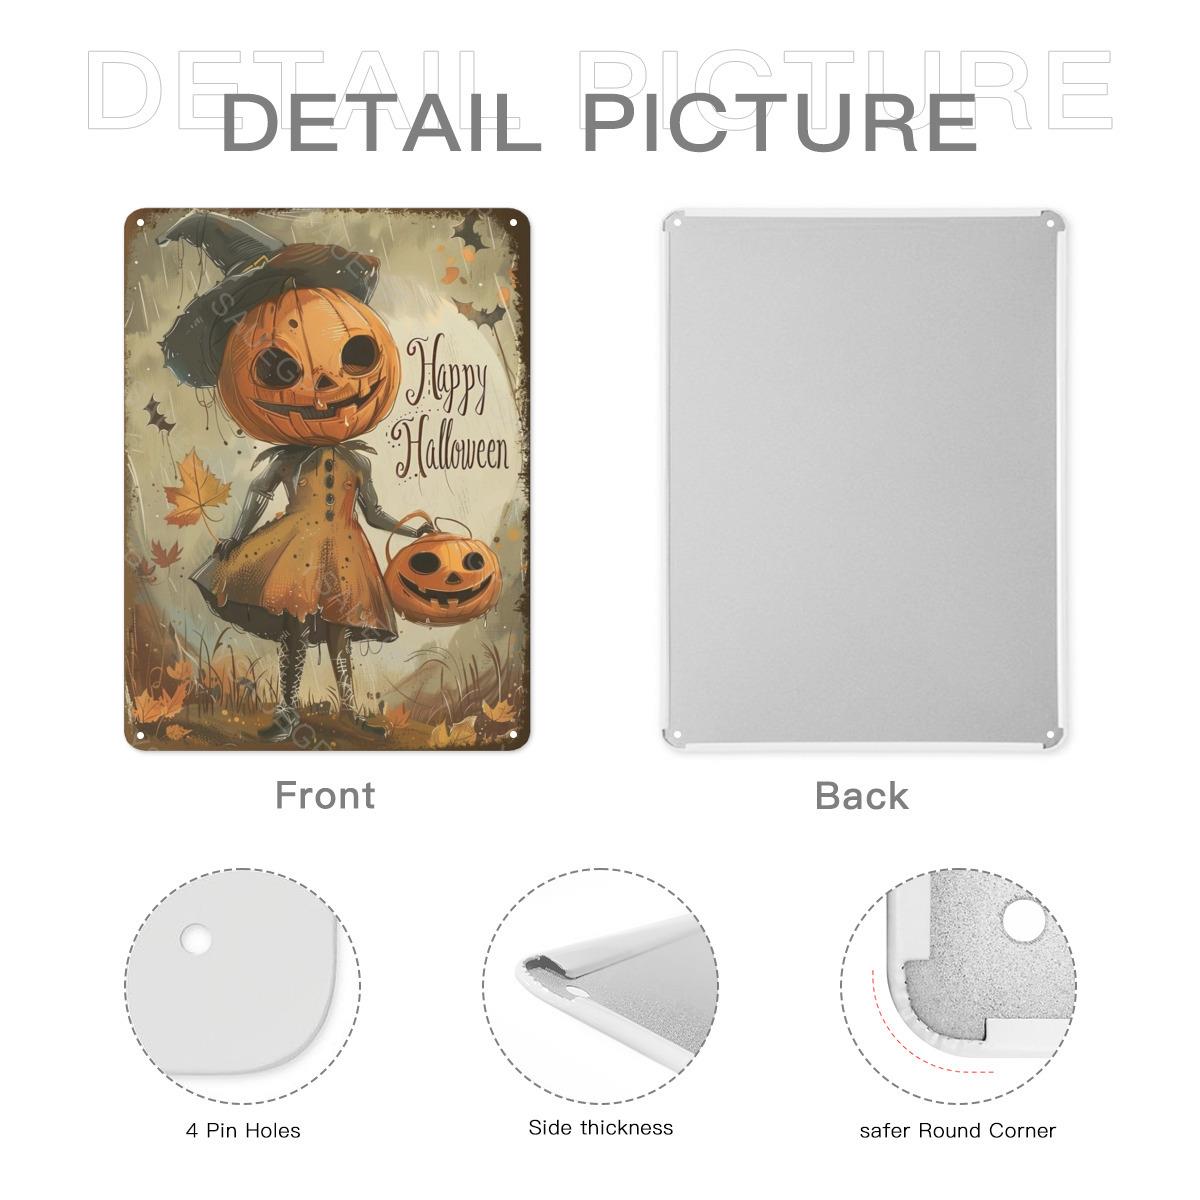 DETAIL PICTURE
DETAIL PICTURE
Happy
Halloween
Front
Back
4 Pin Holes
Side thickness
safer Round Corner